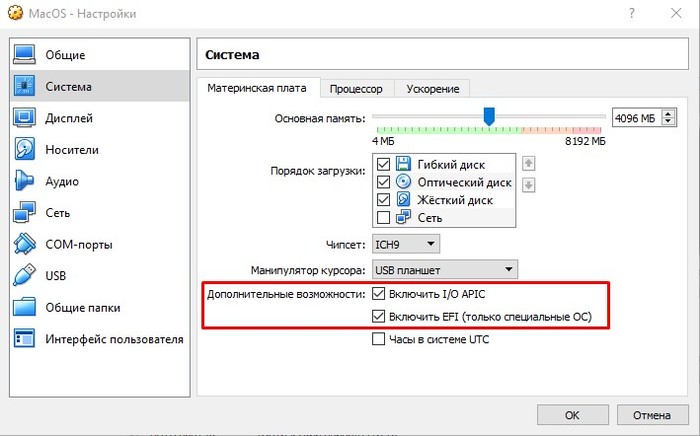 MacOS - Настройки
?
Общие
Система
Дисплей
Носители
Аудио
Сеть
COM-порты
USB
Общие папки
Интерфейс пользователя
Система
Материнская плата Процессор Ускорение
Основная память: 4096 МБ
4 МБ 8192 МБ
Порядок загрузки: Гибкий диск
Оптический диск
Жёсткий диск
Сеть
Чипсет: ICH9
Манипулятор курсора: USB планшет
Дополнительные возможности: Включить I/O APIC
Включить EFI (только специальные ОС)
Часы в системе UTC
OK Отмена